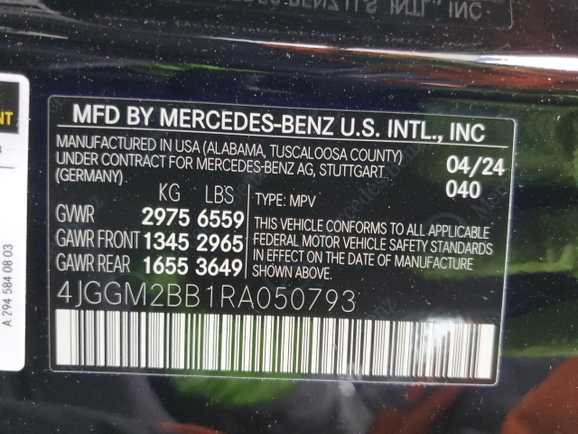 MFD BY MERCEDES-BENZ U.S. INTL., INC
MANUFACTURED IN USA (ALABAMA, TUSCALOOSA COUNTY)
UNDER CONTRACT FOR MERCEDES-BENZ AG, STUTTGART.
(GERMANY)
04/24
040
KG LBS
GVWR 2975 6559
GAWR FRONT 1345 2965
GAWR REAR 1655 3649
TYPE: MPV
THIS VEHICLE CONFORMS TO ALL APPLICABLE
FEDERAL MOTOR VEHICLE SAFETY STANDARDS
IN EFFECT ON THE DATE OF MANUFACTURE
SHOWN ABOVE.
4JGGM2BB1RA050793
A 294 584 08 03